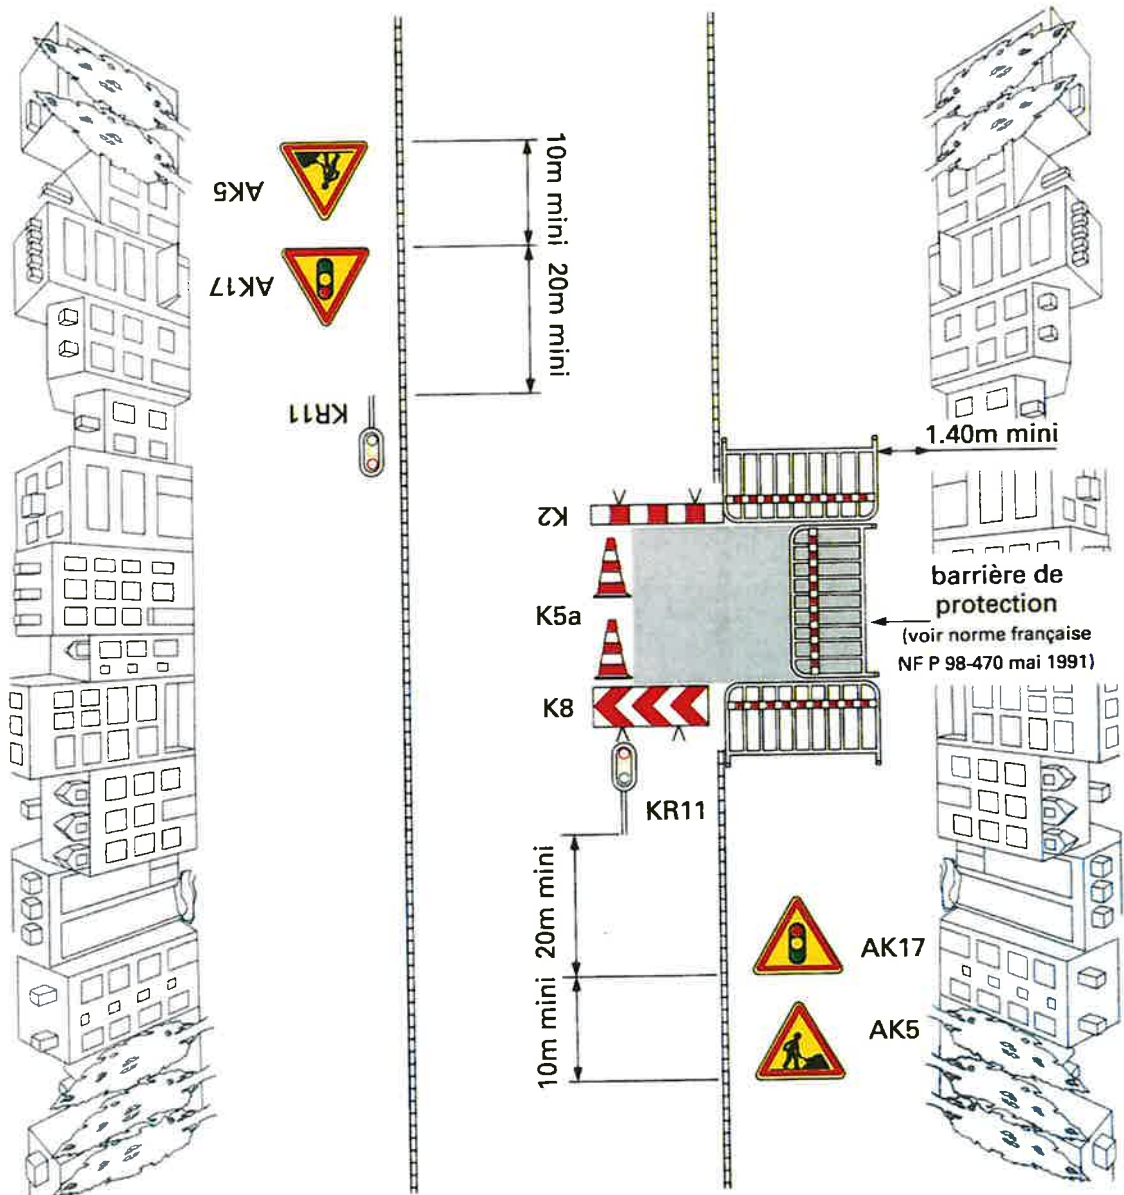 AK5
10m mini
AK17
20m mini
KR11
1.40m mini
K2
barrière de
protection
(voir norme française
NF P 98-470 mai 1991)
K5a
K8
KR11
20m mini
AK17
10m mini
AK5